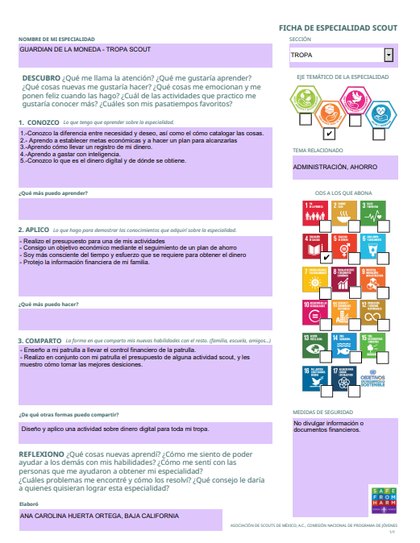 FICHA DE ESPECIALIDAD SCOUT
NOMBRE DE MI ESPECIALIDAD
GUARDIAN DE LA MONEDA - TROPA SCOUT
SECCIÓN
TROPA
DESCUBRO ¿Qué me llama la atención? ¿Qué me gustaría aprender?
¿Qué cosas nuevas me gustaría hacer? ¿Qué cosas me emocionan y me
ponen feliz cuando las hago? ¿Cuál de las actividades que practico me
gustaría conocer más? ¿Cuáles son mis pasatiempos favoritos?
EJE TEMÁTICO DE LA ESPECIALIDAD
1. CONOZCO Lo que tengo que aprender sobre la especialidad.
1.-Conozco la diferencia entre necesidad y deseo, así como el cómo catalogar las cosas.
2.- Aprendo a establecer metas económicas y a hacer un plan para alcanzarlas
3.-Aprendo cómo llevar un registro de mi dinero.
4.-Aprendo a gastar con inteligencia.
5.-Conozco lo que es el dinero digital y de dónde se obtiene.
TEMA RELACIONADO
ADMINISTRACIÓN, AHORRO
¿Qué más puedo aprender?
ODS A LOS QUE ABONA
2. APLICO Lo que hago para demostrar los conocimientos que adquirí sobre la especialidad.
- Realizo el presupuesto para una de mis actividades
- Consigo un objetivo económico mediante el seguimiento de un plan de ahorro
- Soy más consciente del tiempo y esfuerzo que se requiere para obtener el dinero
- Protejo la información financiera de mi familia.
¿Qué más puedo hacer?
3. COMPARTO La forma en que comparto mis nuevas habilidades con el resto. (familia, escuela, amigos...)
- Enseño a mi patrulla a llevar el control financiero de la patrulla.
- Realizo en conjunto con mi patrulla el presupuesto de alguna actividad scout, y les
muestro cómo tomar las mejores desiciones.
¿De qué otras formas puedo compartir?
Diseño y aplico una actividad sobre dinero digital para toda mi tropa.
MEDIDAS DE SEGURIDAD
No divulgar información o
documentos financieros.
REFLEXIONO ¿Qué cosas nuevas aprendí? ¿Cómo me siento de poder
ayudar a los demás con mis habilidades? ¿Cómo me sentí con las
personas que me ayudaron a obtener mi especialidad?
¿Cuáles problemas me encontré y cómo los resolví? ¿Qué consejo le daría
a quienes quisieran lograr esta especialidad?
SAFE
FROM
HARM
Elaboró
ANA CAROLINA HUERTA ORTEGA, BAJA CALIFORNIA
ASOCIACIÓN DE SCOUTS DE MÉXICO, A.C., COMISIÓN NACIONAL DE PROGRAMA DE JÓVENES